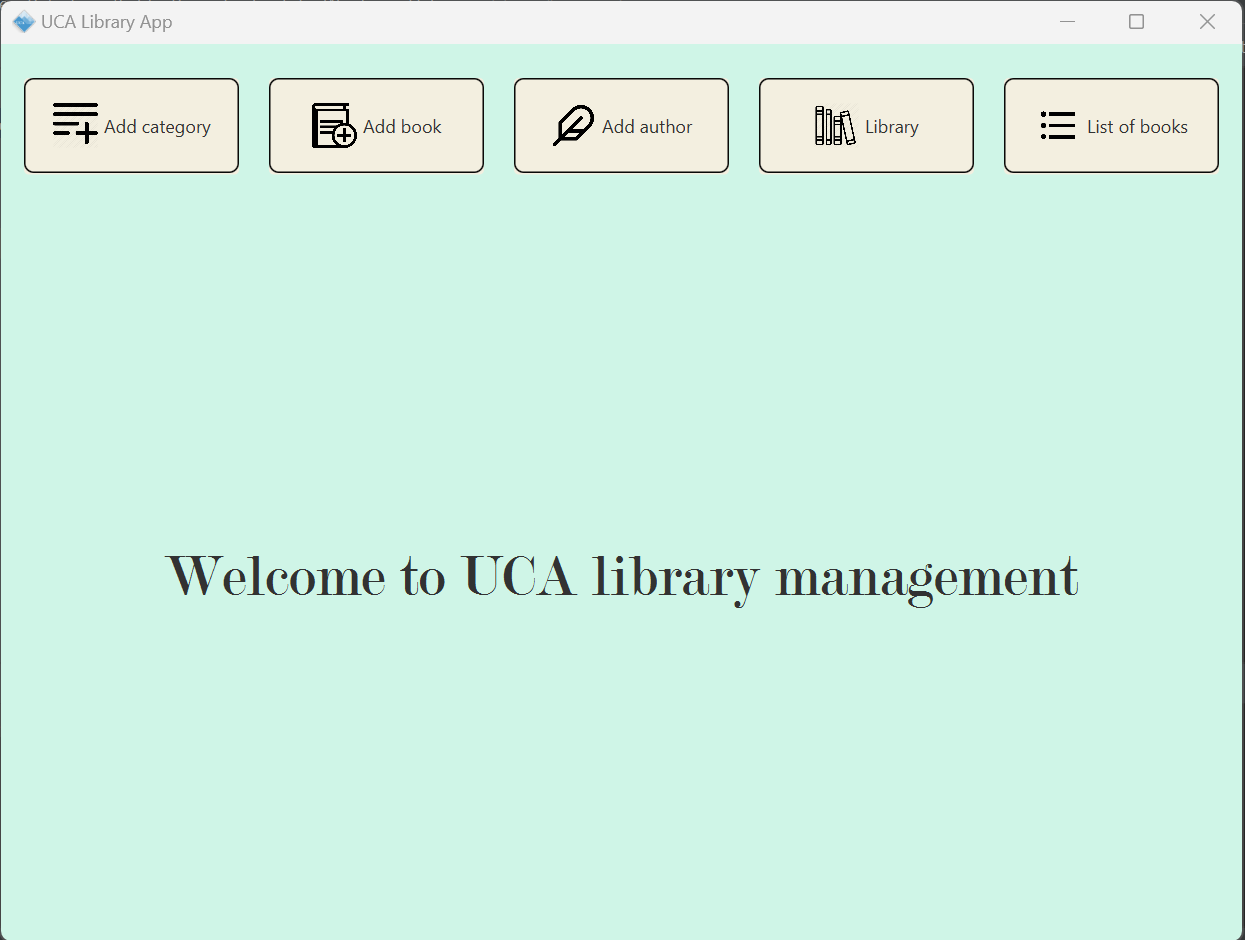 UCA Library App
Add category
Add book
Add author
Library
List of books
Welcome to UCA library management